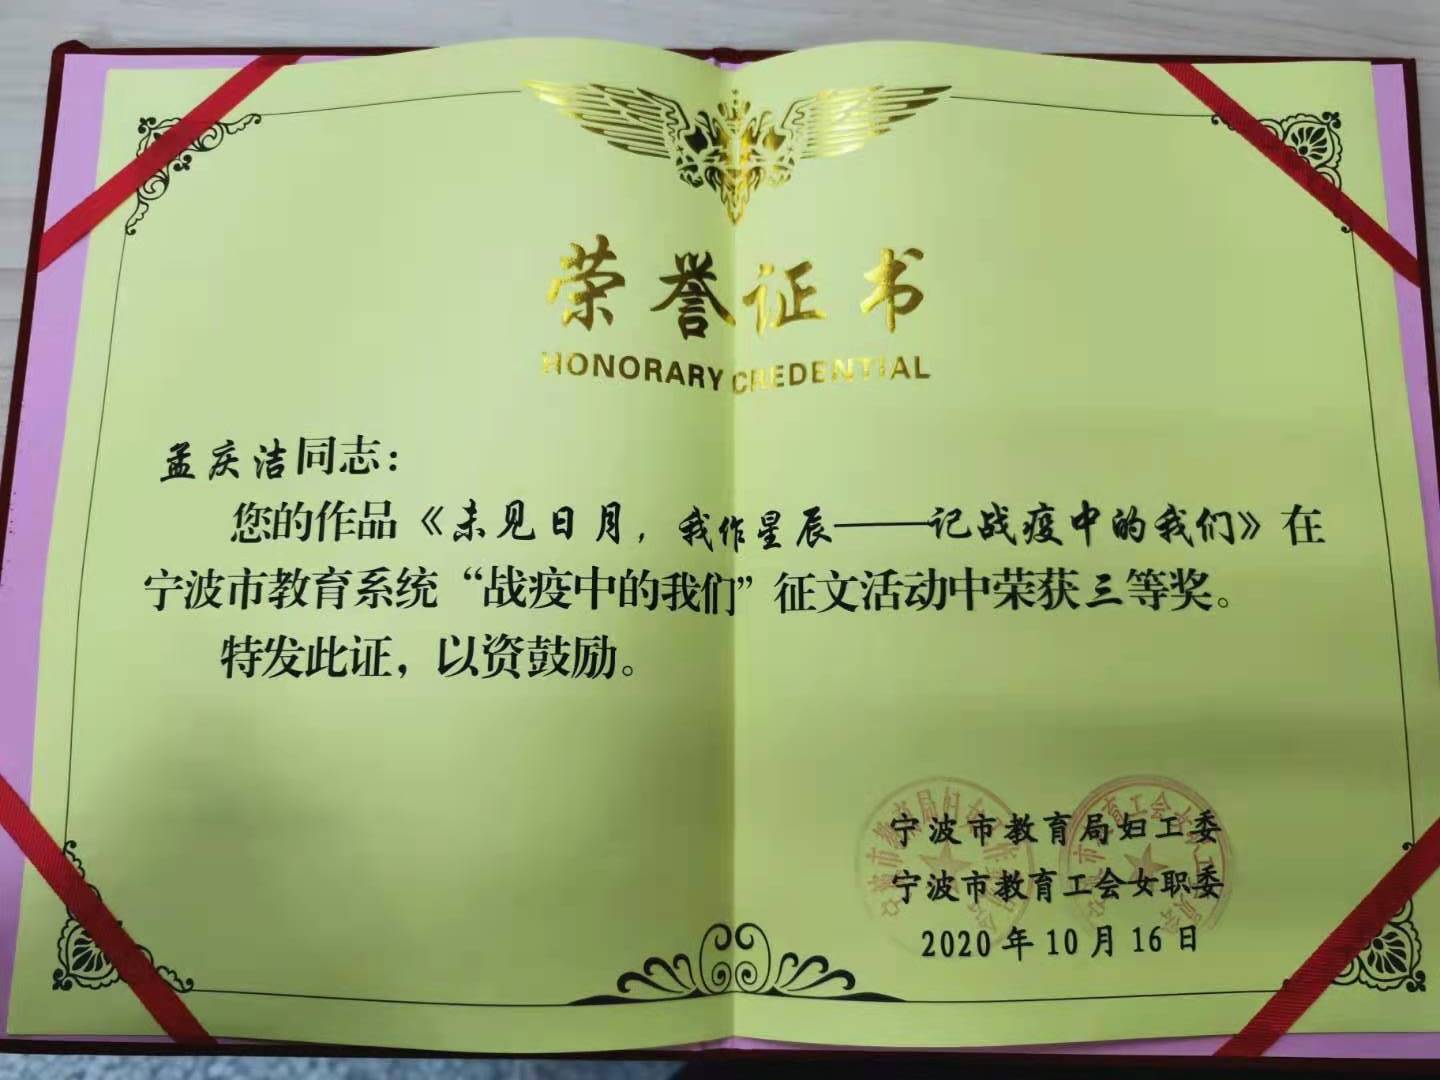 荣誉证书
HONORARY CREDENTIAL
孟庆洁同志：
您的作品《未见日月，我作星辰——记战疫中的我们》在
宁波市教育系统“战疫中的我们”征文活动中荣获三等奖。
特发此证，以资鼓励。
宁波市教育局妇工委
宁波市教育工会女职委
2020年10月16日